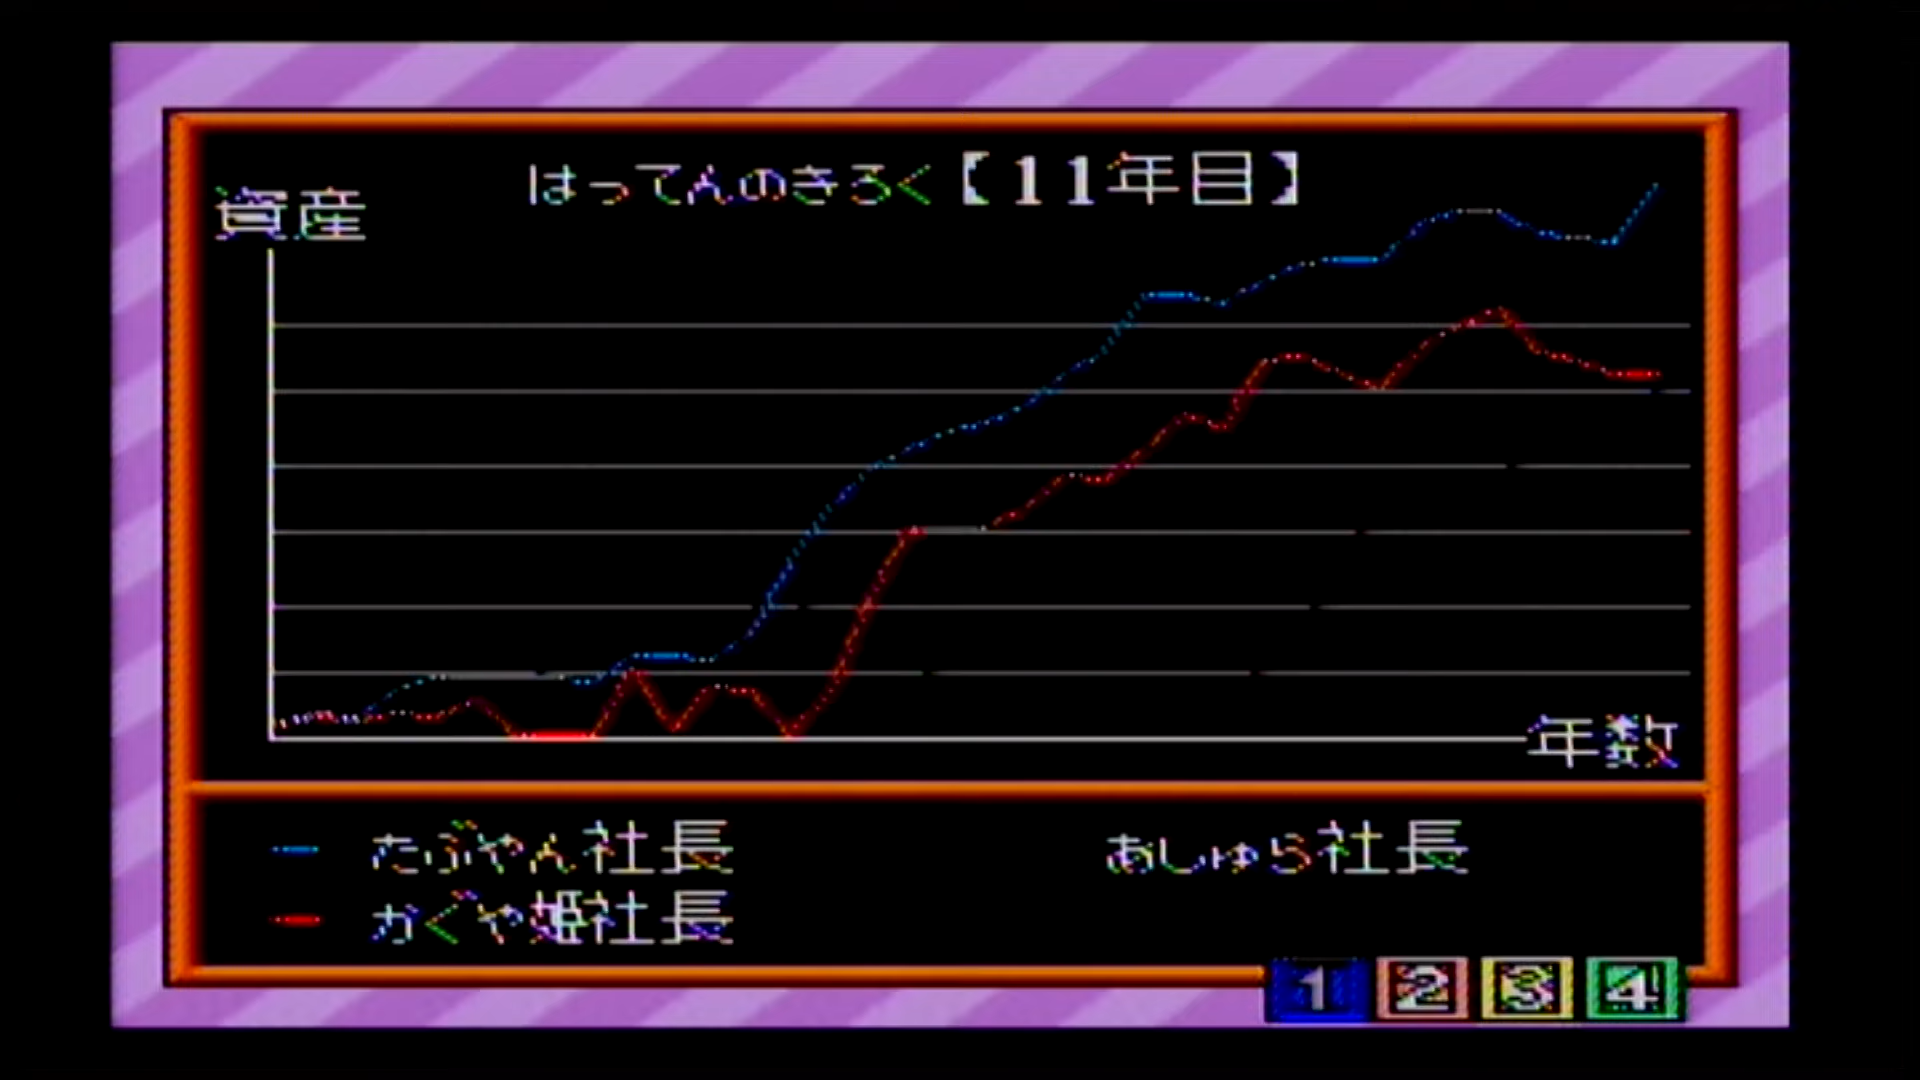 はってんのきろく【11年目】
資産
年数
たぶやん社長
あしゅら社長
かぐや姫社長
1 2 3 4